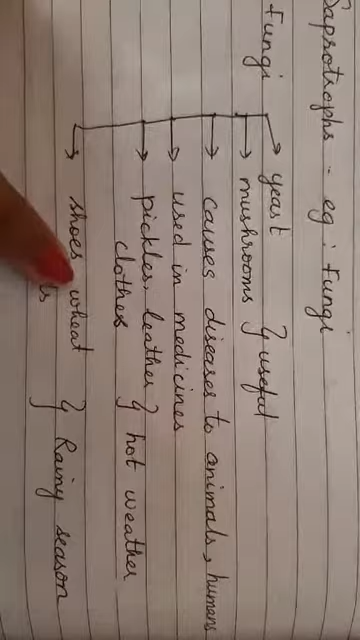 Saprotrophs - eg: fungi
Fungi
yeast
mushrooms } useful
causes diseases to animals, humans
used in medicines
pickles, leather } hot weather
clothes
shoes wheat } Rainy season